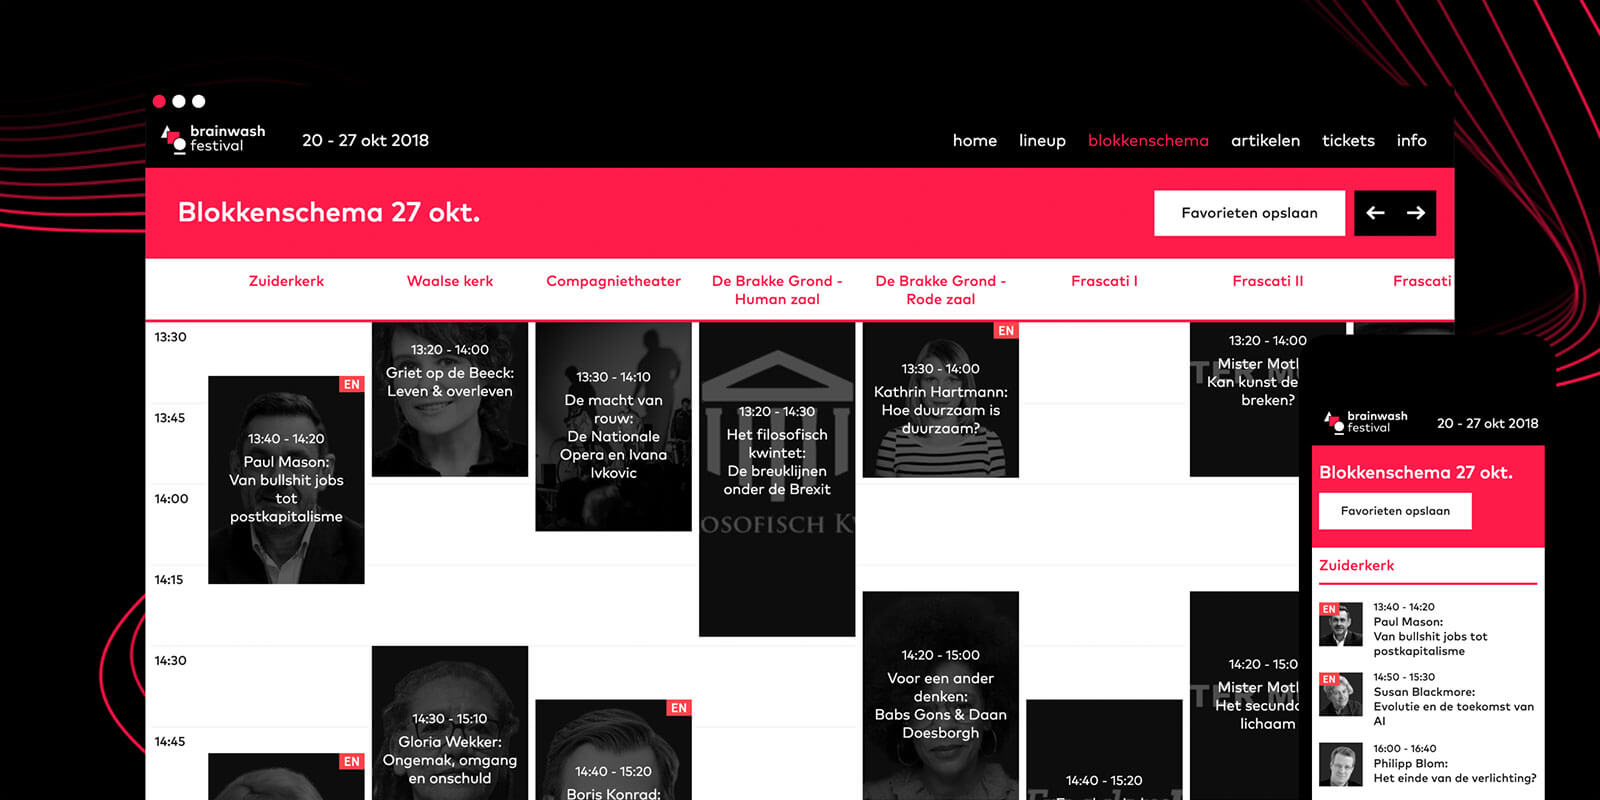 brainwash
festival
20 - 27 okt 2018
home
lineup
blokkenschema
artikelen
tickets
info
Blokkenschema 27 okt.
Favorieten opslaan
Zuiderkerk
Waalse kerk
Compagnietheater
De Brakke Grond -
Human zaal
De Brakke Grond -
Rode zaal
Frascati I
Frascati II
Frascati
13:30
13:45
14:00
14:15
14:30
14:45
EN
13:40 - 14:20
Paul Mason:
Van bullshit jobs
tot
postkapitalisme
EN
13:20 - 14:00
Griet op de Beeck:
Leven & overleven
14:30 - 15:10
Gloria Wekker:
Ongemak, omgang
en onschuld
13:30 - 14:10
De macht van
rouw:
De Nationale
Opera en Ivana
Ivkovic
EN
14:40 - 15:20
Boris Konrad:
13:20 - 14:30
Het filosofisch
kwintet:
De breuklijnen
onder de Brexit
OSOFISCH K
EN
13:30 - 14:00
Kathrin Hartmann:
Hoe duurzaam is
duurzaam?
14:20 - 15:00
Voor een ander
denken:
Babs Gons & Daan
Doesborgh
14:40 - 15:20
13:20 - 14:00
Mister Motl
Kan kunst de
breken?
TER M
14:20 - 15:0
Mister Motl
Het secundo
lichaam
TER MO
brainwash
festival
20 - 27 okt 2018
Blokkenschema 27 okt.
Favorieten opslaan
Zuiderkerk
EN
13:40 - 14:20
Paul Mason:
Van bullshit jobs tot
postkapitalisme
EN
14:50 - 15:30
Susan Blackmore:
Evolutie en de toekomst van
AI
16:00 - 16:40
Philipp Blom:
Het einde van de verlichting?